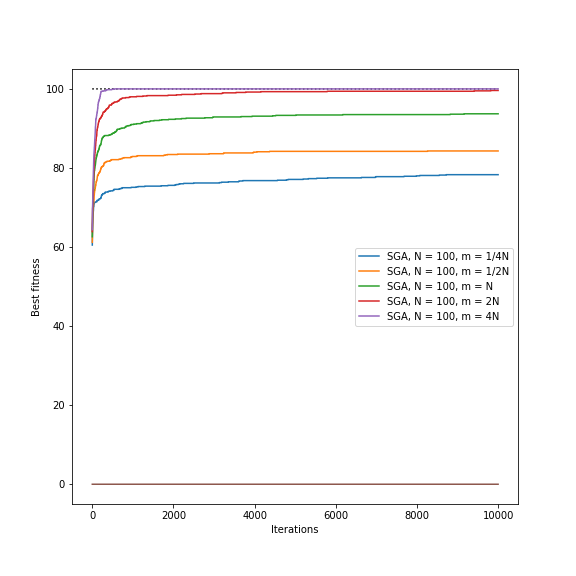 100
80
60
40
20
0
Best fitness
SGA, N = 100, m = 1/4N
SGA, N = 100, m = 1/2N
SGA, N = 100, m = N
SGA, N = 100, m = 2N
SGA, N = 100, m = 4N
0 2000 4000 6000 8000 10000
Iterations